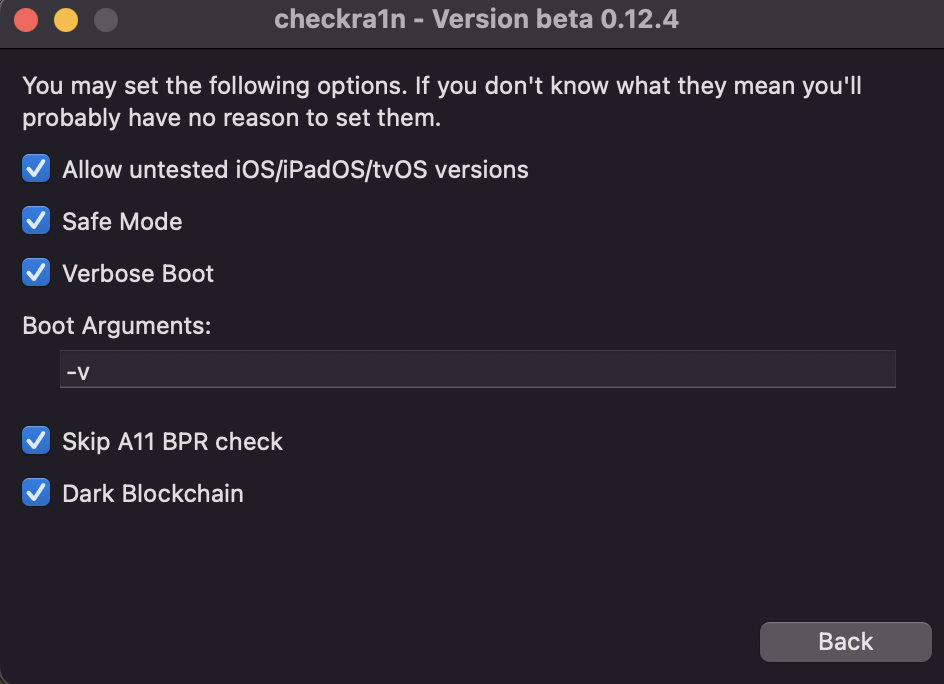 checkra1n - Version beta 0.12.4
You may set the following options. If you don't know what they mean you'll
probably have no reason to set them.
Allow untested iOS/iPadOS/tvOS versions
Safe Mode
Verbose Boot
Boot Arguments:
-v
Skip A11 BPR check
Dark Blockchain
Back